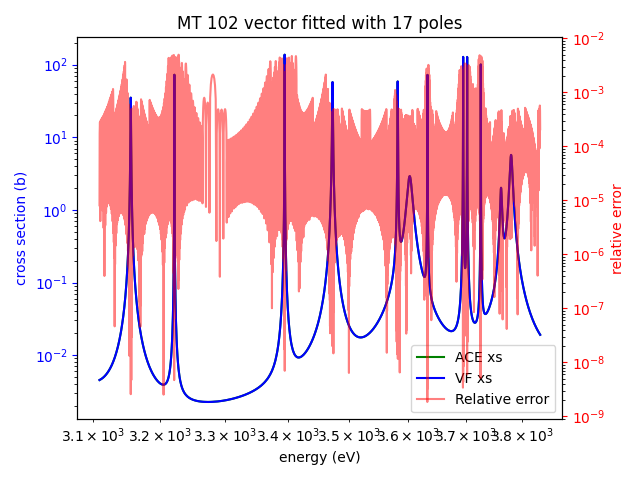 MT 102 vector fitted with 17 poles
cross section (b)
10²
10¹
10⁰
10⁻¹
10⁻²
10⁻²
10⁻³
10⁻⁴
10⁻⁵
10⁻⁶
10⁻⁷
10⁻⁸
10⁻⁹
relative error
ACE xs
VF xs
Relative error
3.1 × 10³ 3.2 × 10³ 3.3 × 10³ 3.4 × 10³ 3.5 × 10³ 3.6 × 10³ 3.7 × 10³ 3.8 × 10³
energy (eV)